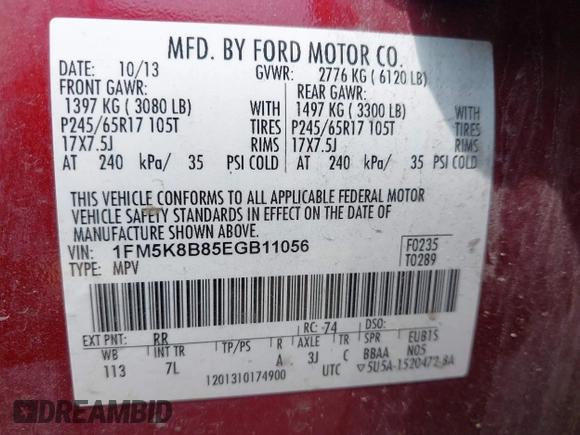 MFD. BY FORD MOTOR CO.
DATE: 10/13 GVWR: 2776 KG ( 6120 LB)
FRONT GAWR: REAR GAWR:
1397 KG ( 3080 LB) WITH 1497 KG ( 3300 LB) WITH
P245/65R17 105T TIRES P245/65R17 105T TIRES
17X7.5J RIMS 17X7.5J RIMS
AT 240 kPa/ 35 PSI COLD AT 240 kPa/ 35 PSI COLD
THIS VEHICLE CONFORMS TO ALL APPLICABLE FEDERAL MOTOR
VEHICLE SAFETY STANDARDS IN EFFECT ON THE DATE OF
MANUFACTURE SHOWN ABOVE.
VIN: 1FM5K8B85EGB11056 F0235
TYPE: MPV T0289
EXT PNT: RR RC: 74 DSO:
WB INT TR TP/PS R AXLE TR SPR EUB1S
113 7L A 3J C BBAA N05
1201310174900 UTC ▽5U5A-1520472-BA
DREAMBID